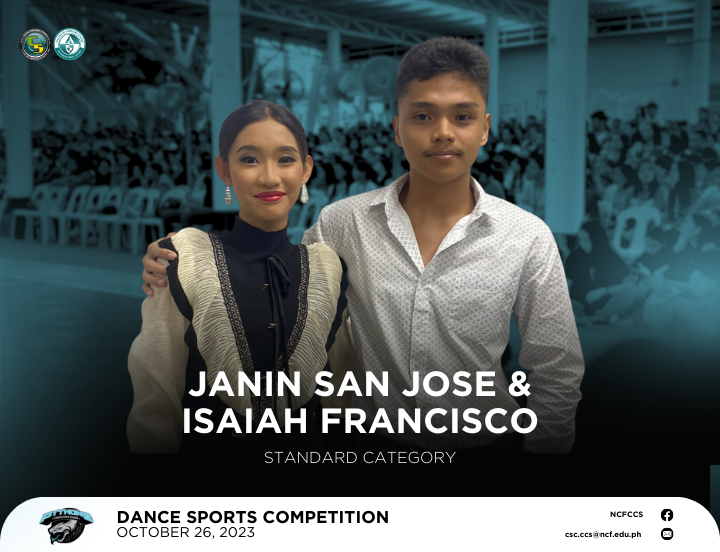 JANIN SAN JOSE &
ISAIAH FRANCISCO
STANDARD CATEGORY
DANCE SPORTS COMPETITION
OCTOBER 26, 2023
NCFCCS
csc.ccs@ncf.edu.ph